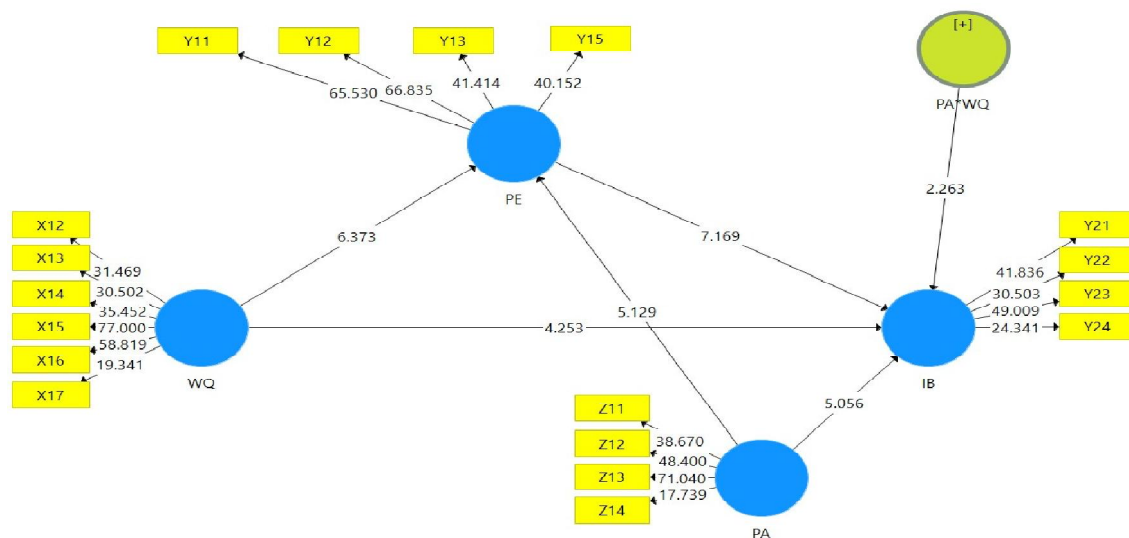 Y11
Y12
Y13
Y15
65.530
66.835
41.414
40.152
PE
[+]
PA*WQ
2.263
X12
X13
X14
X15
X16
X17
31.469
30.502
35.452
77.000
58.819
19.341
WQ
6.373
7.169
4.253
5.129
5.056
Y21
Y22
Y23
Y24
41.836
30.503
49.009
24.341
IB
Z11
Z12
Z13
Z14
38.670
48.400
71.040
17.739
PA